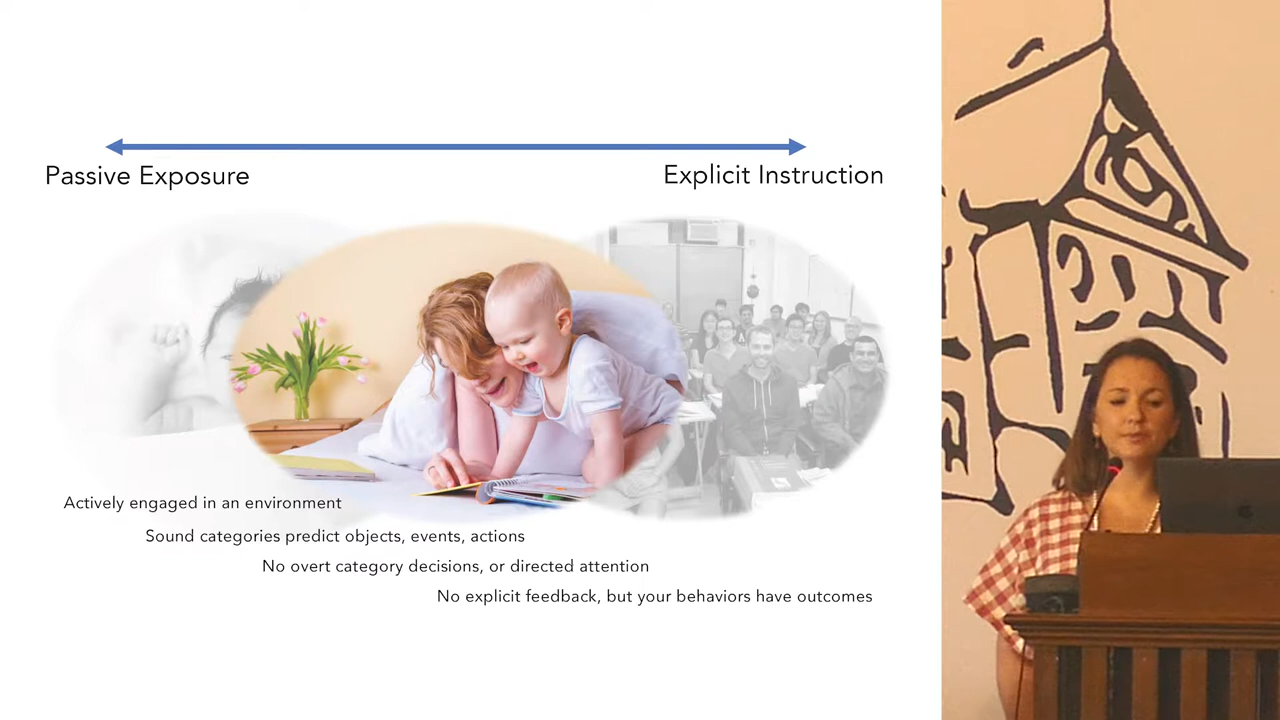 Passive Exposure
Explicit Instruction
Actively engaged in an environment
Sound categories predict objects, events, actions
No overt category decisions, or directed attention
No explicit feedback, but your behaviors have outcomes